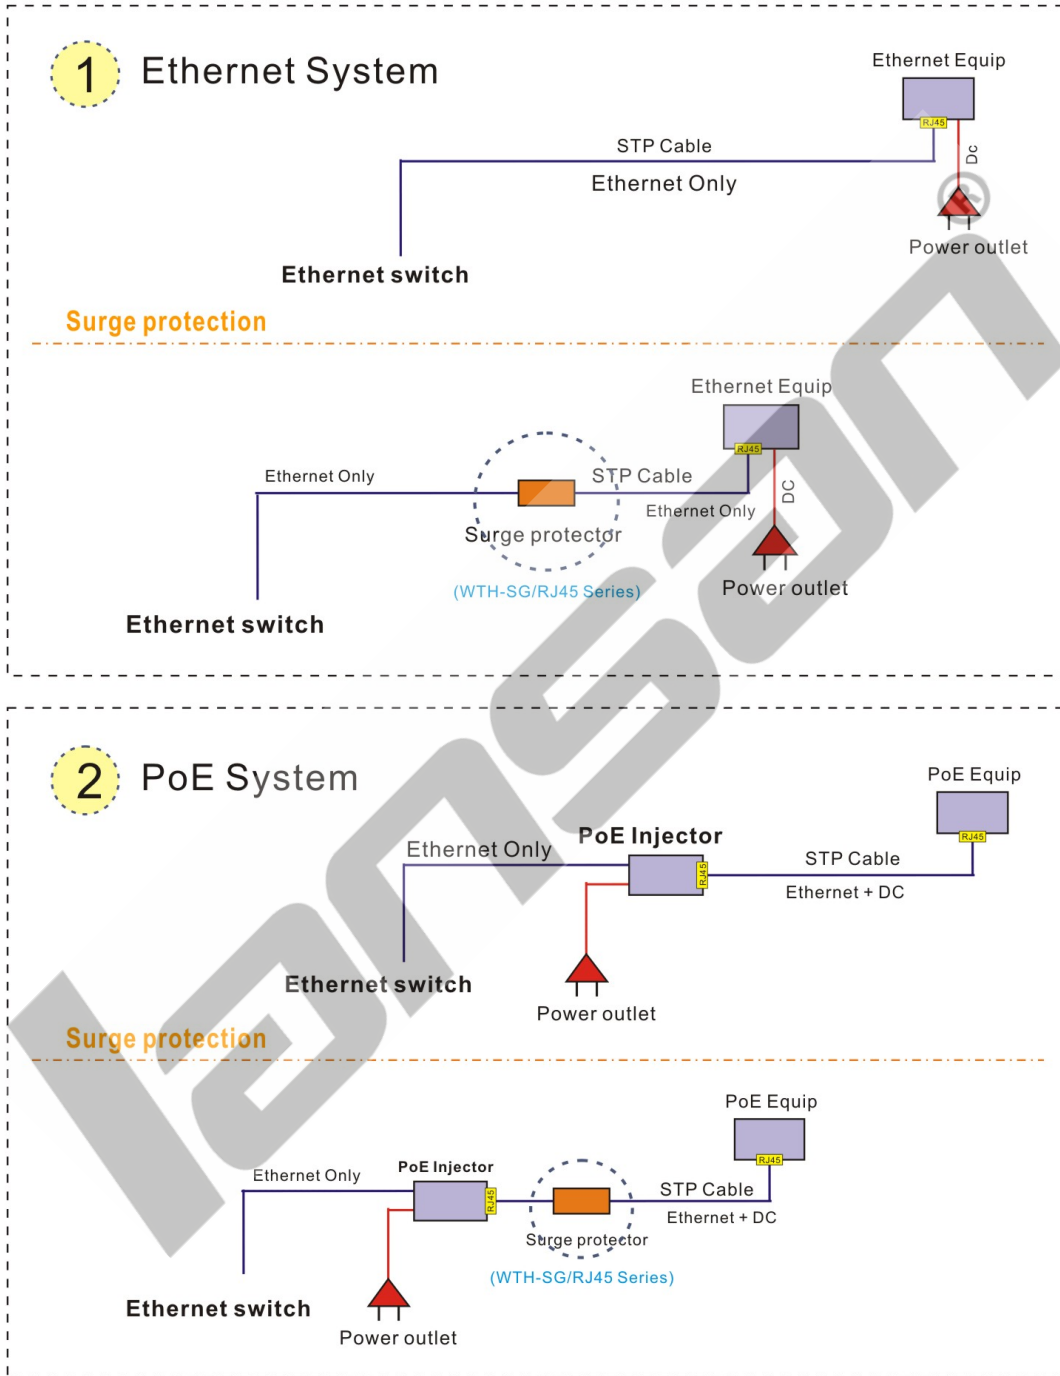 1 Ethernet System
Ethernet Equip
RJ45
STP Cable
Dc
Ethernet Only
Power outlet
Ethernet switch
Surge protection
Ethernet Equip
RJ45
Ethernet Only
STP Cable
DC
Ethernet Only
Surge protector
(WTH-SG/RJ45 Series)
Power outlet
Ethernet switch
2 PoE System
PoE Equip
RJ45
PoE Injector
Ethernet Only
RJ45
STP Cable
Ethernet + DC
Ethernet switch
Power outlet
Surge protection
PoE Equip
RJ45
PoE Injector
Ethernet Only
RJ45
STP Cable
Ethernet + DC
Surge protector
(WTH-SG/RJ45 Series)
Ethernet switch
Power outlet
lansan®